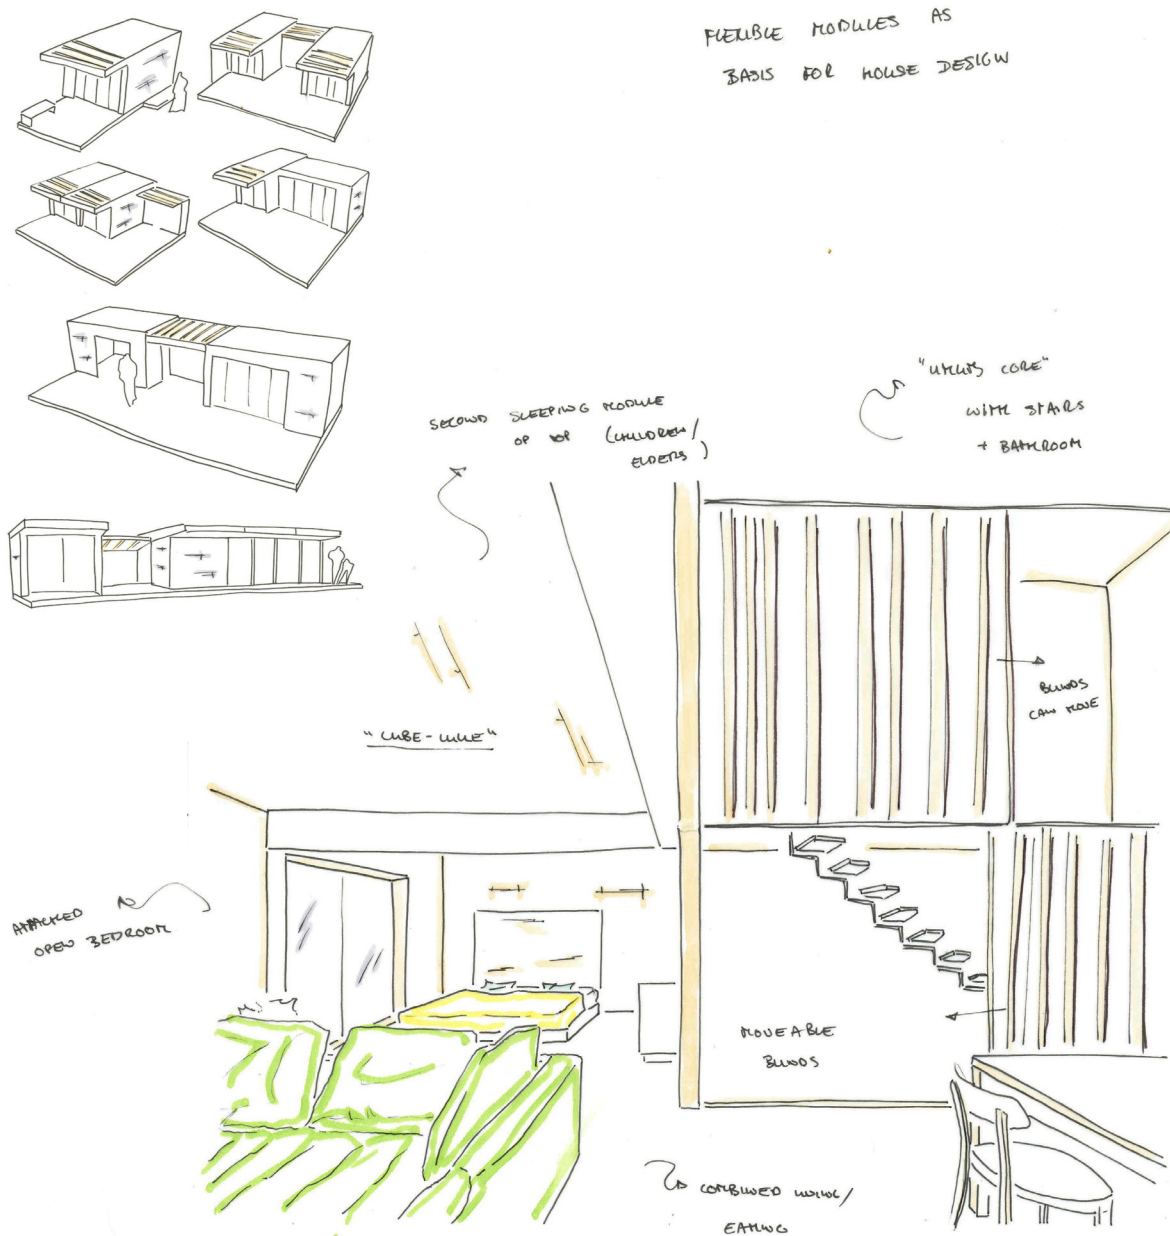 FLEXIBLE MODULES AS
BASIS FOR HOUSE DESIGN
"UTILITY CORE"
WITH STAIRS
+ BATHROOM
SECOND SLEEPING MODULE
OP TOP (CHILDREN/
ELDERS)
BLINDS
CAN MOVE
"CUBE-LIKE"
ATTACHED
OPEN BEDROOM
MOVEABLE
BLINDS
COMBINED LIVING/
EATING